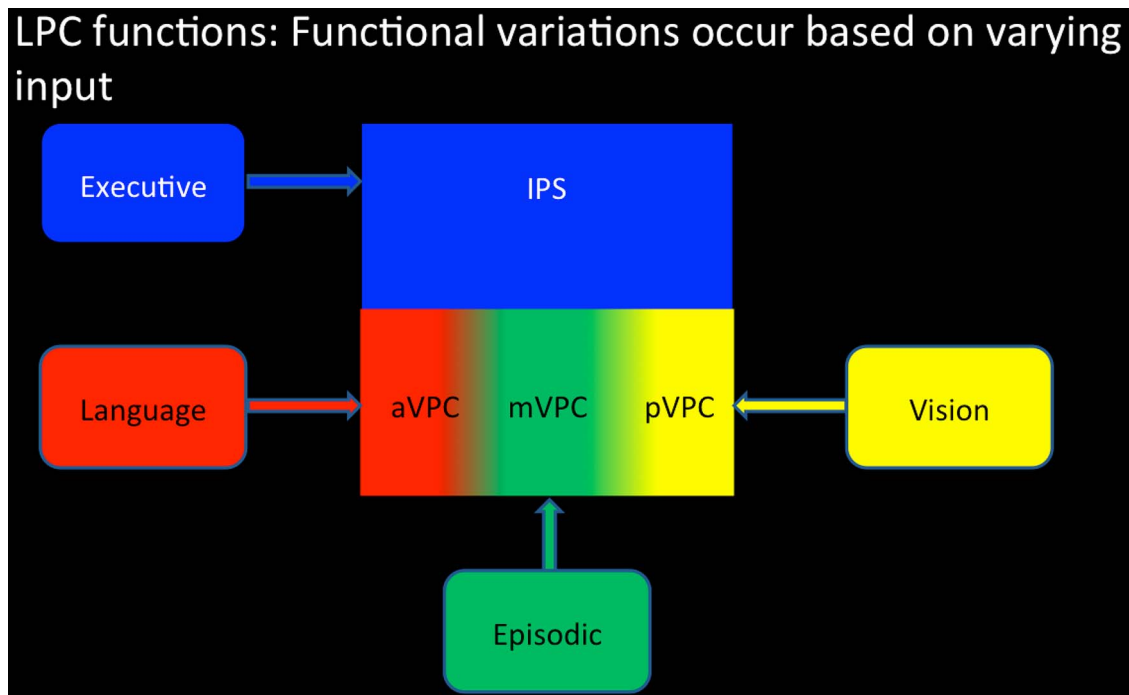 LPC functions: Functional variations occur based on varying
input
Executive
IPS
Language
aVPC
mVPC
pVPC
Vision
Episodic